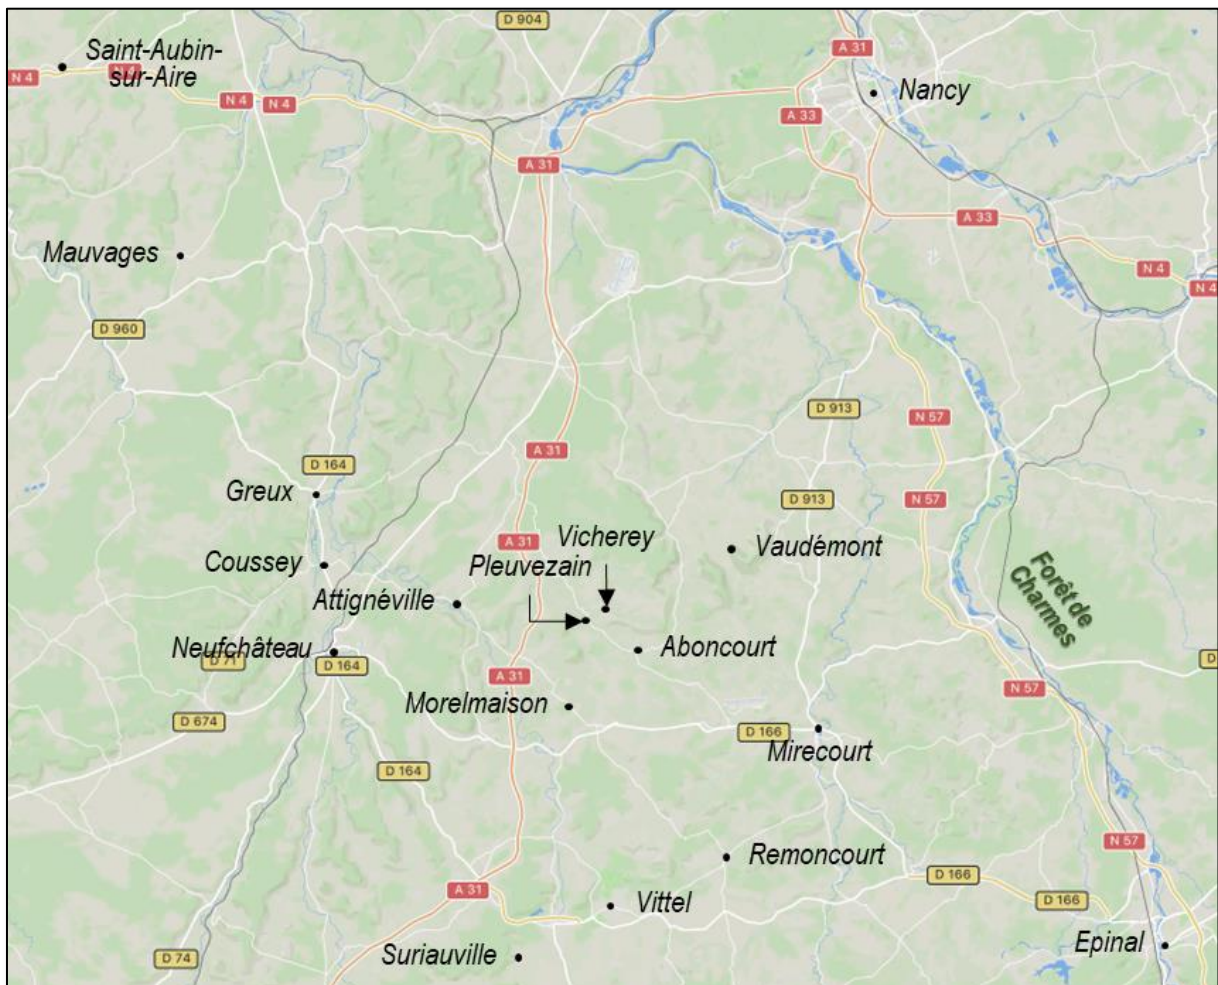 D 904
Saint-Aubin-
sur-Aire
A 31
N 4
N 4
N 4
N 4
Nancy
A 33
A 31
A 33
Mauvages
N 4
N 4
D 960
D 913
N 57
A 31
D 164
Greux
D 913
N 57
Vicherey
A 31
Vaudémont
Pleuvezain
Coussey
Forêt de
Charmes
Attignéville
Neufchâteau
D 71
D 164
Aboncourt
D
A 31
N 57
Morelmaison
D 674
D 166
Mirecourt
D 164
N 57
Remoncourt
D 166
A 31
Vittel
D 166
Epinal
Suriauville
D 74